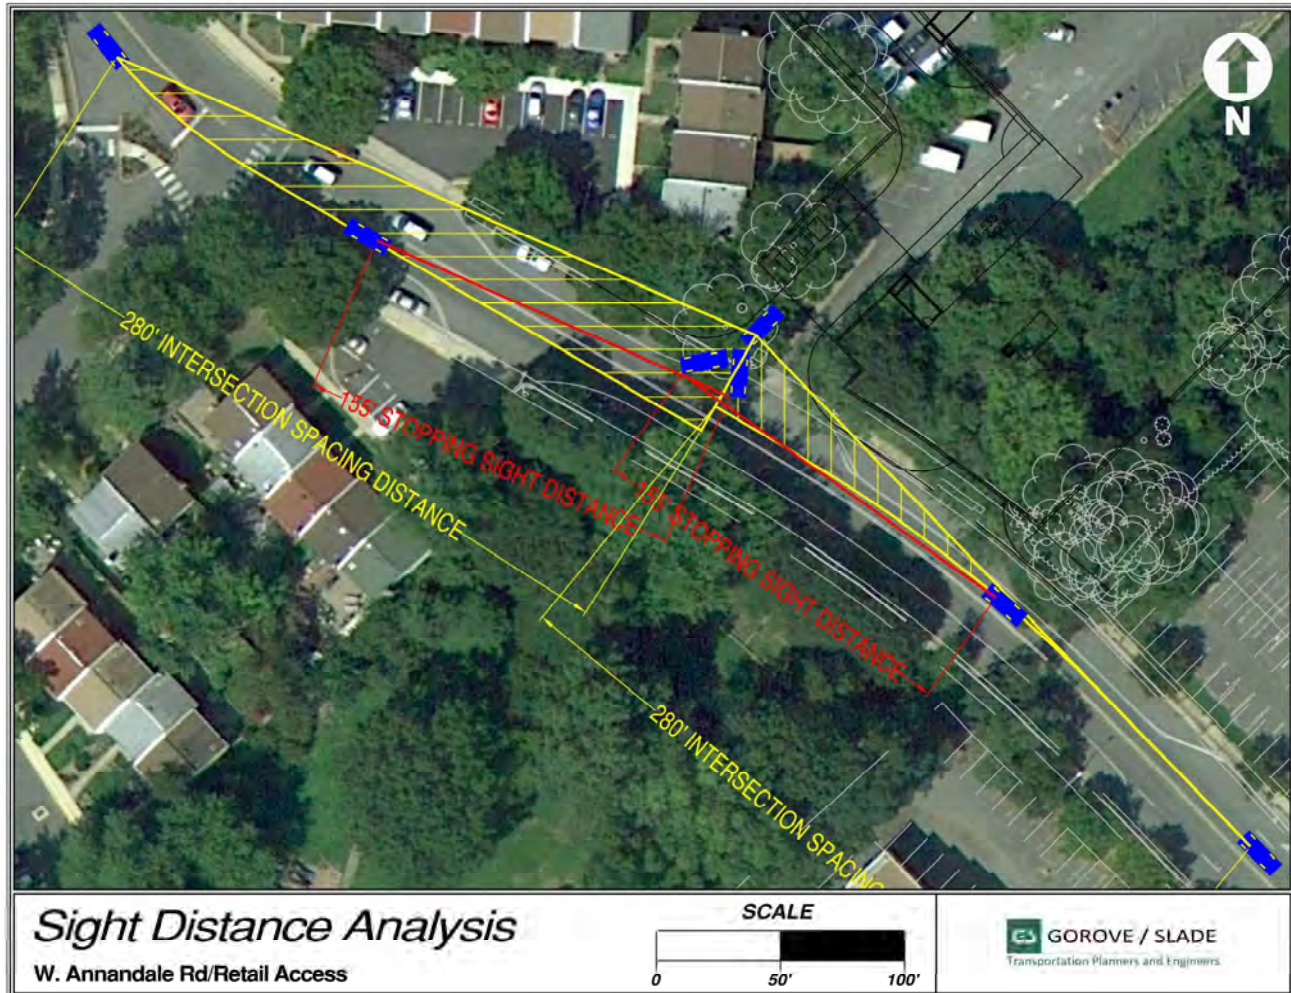 N
280' INTERSECTION SPACING DISTANCE
155' STOPPING SIGHT DISTANCE
155' STOPPING SIGHT DISTANCE
280' INTERSECTION SPACING
Sight Distance Analysis
W. Annandale Rd/Retail Access
SCALE
0 50' 100'
GS GOROVE / SLADE
Transportation Planners and Engineers